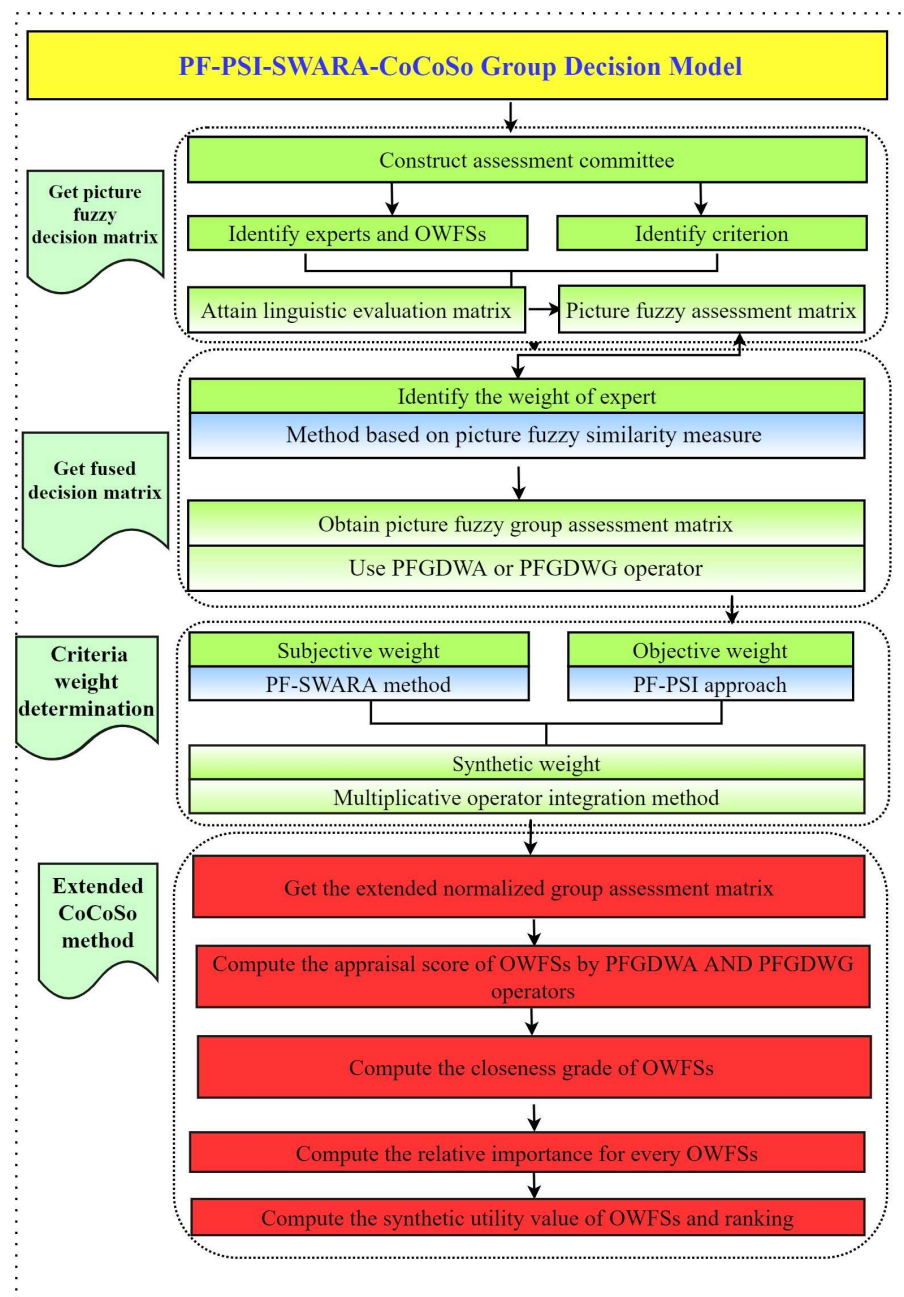 PF-PSI-SWARA-CoCoSo Group Decision Model
Get picture
fuzzy
decision matrix
Construct assessment committee
Identify experts and OWFSs
Identify criterion
Attain linguistic evaluation matrix
Picture fuzzy assessment matrix
Get fused
decision matrix
Identify the weight of expert
Method based on picture fuzzy similarity measure
Obtain picture fuzzy group assessment matrix
Use PFGDWA or PFGDWG operator
Criteria
weight
determination
Subjective weight
PF-SWARA method
Objective weight
PF-PSI approach
Synthetic weight
Multiplicative operator integration method
Extended
CoCoSo
method
Get the extended normalized group assessment matrix
Compute the appraisal score of OWFSs by PFGDWA AND PFGDWG
operators
Compute the closeness grade of OWFSs
Compute the relative importance for every OWFSs
Compute the synthetic utility value of OWFSs and ranking